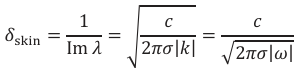 δ_skin = 1 / Im λ = √(c / 2πσ|k|) = c / √(2πσ|ω|)